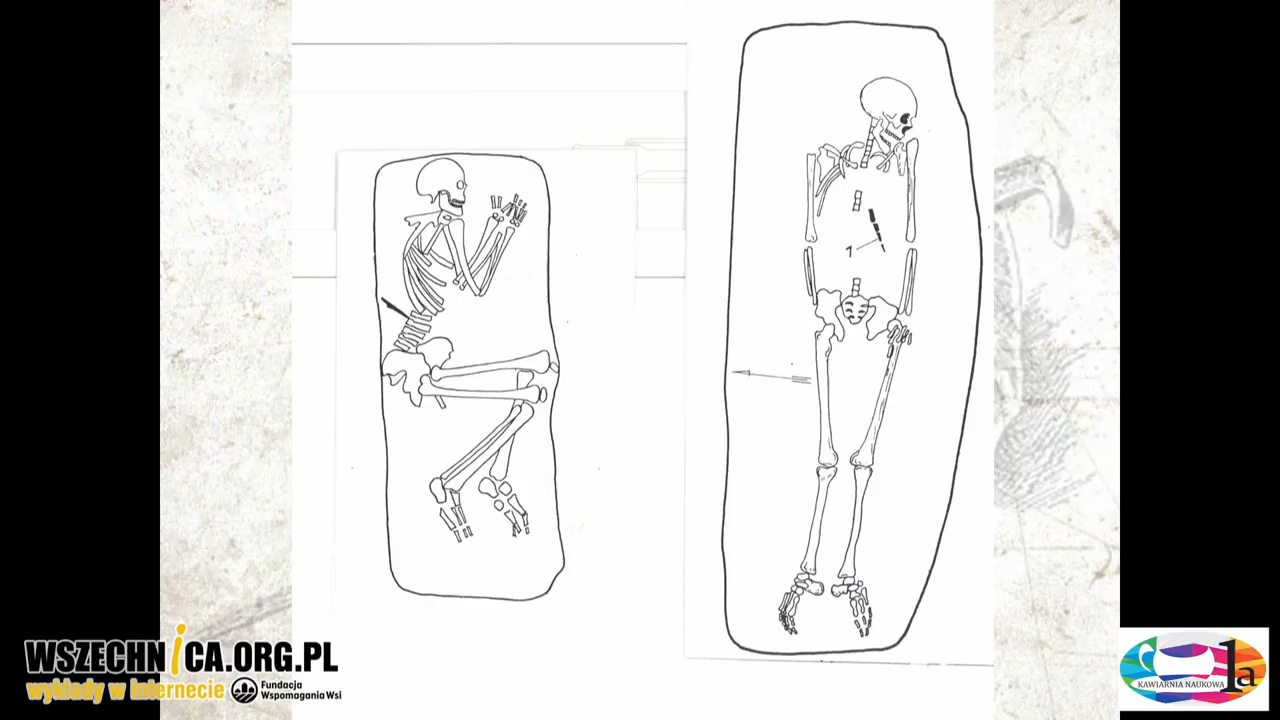 1
WSZECHNiCA.ORG.PL
wykłady w internecie
Fundacja
Wspomagania Wsi
KAWIARNIA NAUKOWA
1a